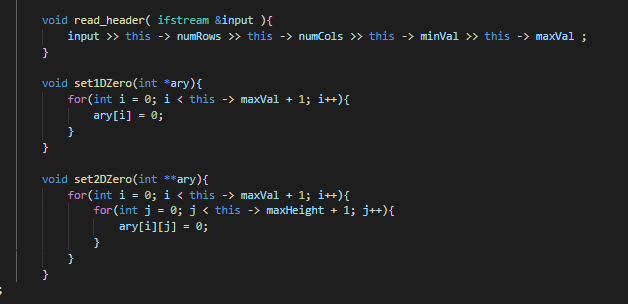 void read_header( ifstream &input ){
input >> this -> numRows >> this -> numCols >> this -> minVal >> this -> maxVal ;
}
void set1DZero(int *ary){
for(int i = 0; i < this -> maxVal + 1; i++){
ary[i] = 0;
}
}
void set2DZero(int **ary){
for(int i = 0; i < this -> maxVal + 1; i++){
for(int j = 0; j < this -> maxHeight + 1; j++){
ary[i][j] = 0;
}
}
}